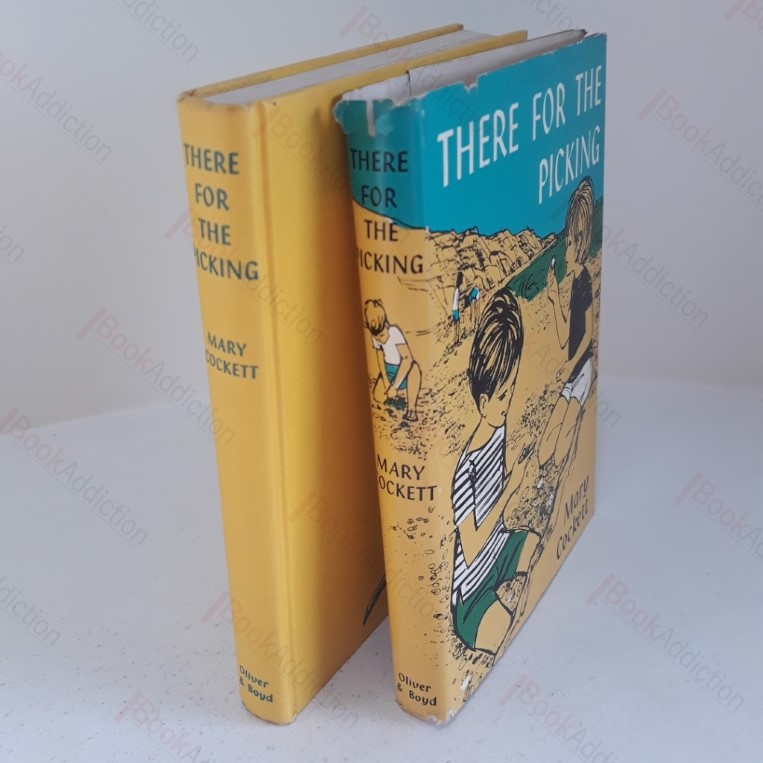 THERE
FOR
THE
PICKING
MARY
COCKETT
Oliver
& Boyd
THERE
FOR
THE
PICKING
MARY
COCKETT
Oliver
& Boyd
THERE FOR THE
PICKING
Mary
Cockett
BookAddiction